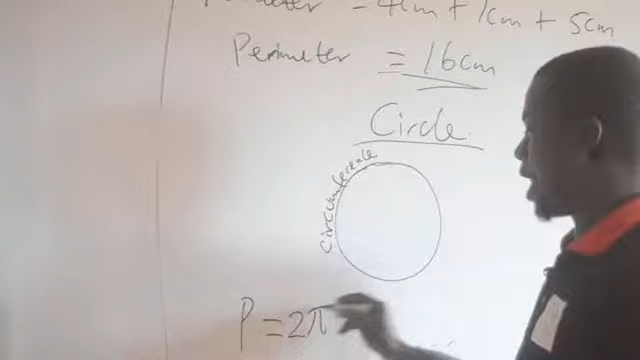 Perimeter = 4cm + 7cm + 5cm
Perimeter = 16cm
Circle
Circumference
P = 2π